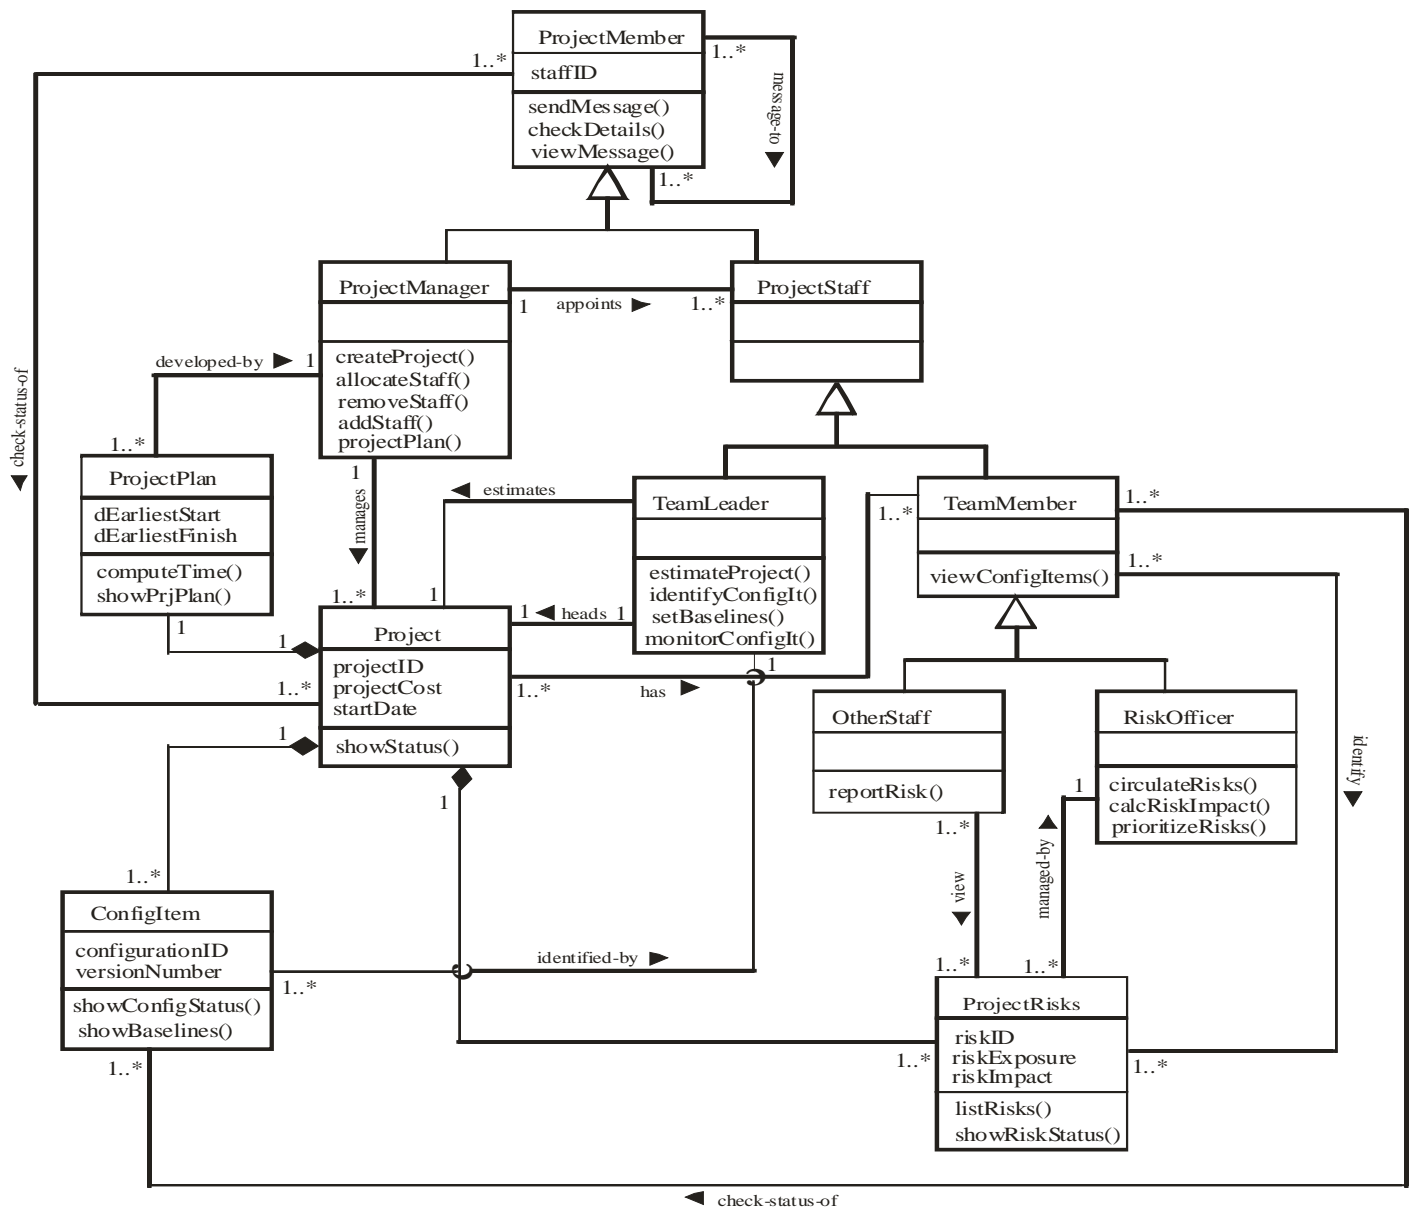 ProjectMember
staffID
sendMessage()
checkDetails()
viewMessage()
1..*
1..*
message-to
1..*
check-status-of
ProjectManager
createProject()
allocateStaff()
removeStaff()
addStaff()
projectPlan()
1
appoints
1..*
ProjectStaff
developed-by
1
1..*
ProjectPlan
dEarliestStart
dEarliestFinish
computeTime()
showPrjPlan()
1
1
1
manages
1..*
estimates
1
TeamLeader
estimateProject()
identifyConfigIt()
setBaselines()
monitorConfigIt()
1
heads
1
1
TeamMember
viewConfigItems()
1..*
1..*
1..*
Project
projectID
projectCost
startDate
showStatus()
1..*
1..*
has
1
1
OtherStaff
reportRisk()
RiskOfficer
circulateRisks()
calcRiskImpact()
prioritizeRisks()
identify
1
1..*
view
managed-by
1..*
1..*
1..*
ConfigItem
configurationID
versionNumber
showConfigStatus()
showBaselines()
1..*
identified-by
1..*
ProjectRisks
riskID
riskExposure
riskImpact
listRisks()
showRiskStatus()
1..*
1..*
check-status-of